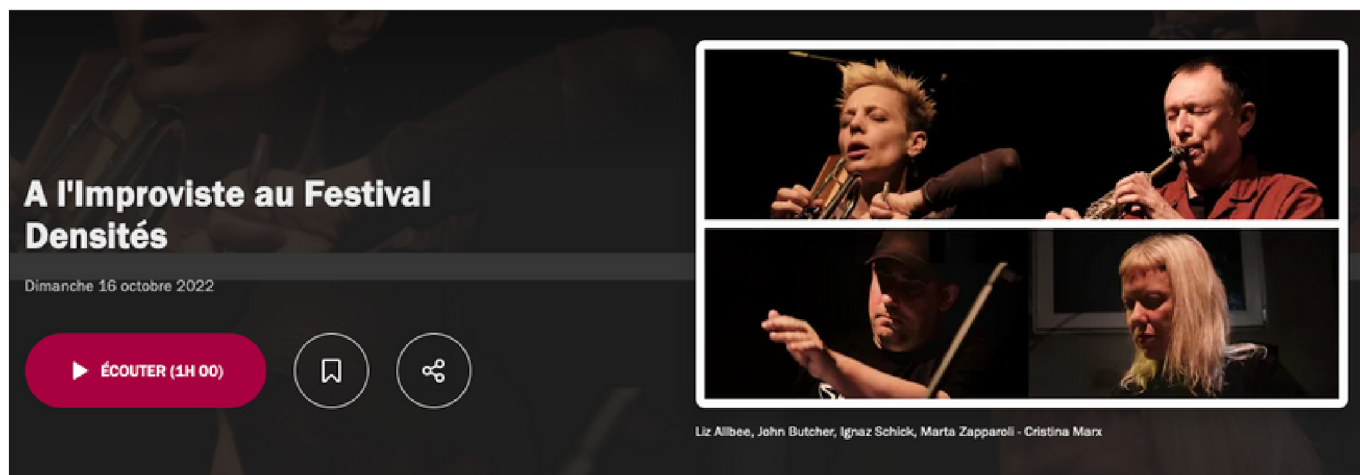 A l'Improviste au Festival
Densités
Dimanche 16 octobre 2022
ÉCOUTER (1H 00)
Liz Allbee, John Butcher, Ignaz Schick, Marta Zapparoli - Cristina Marx